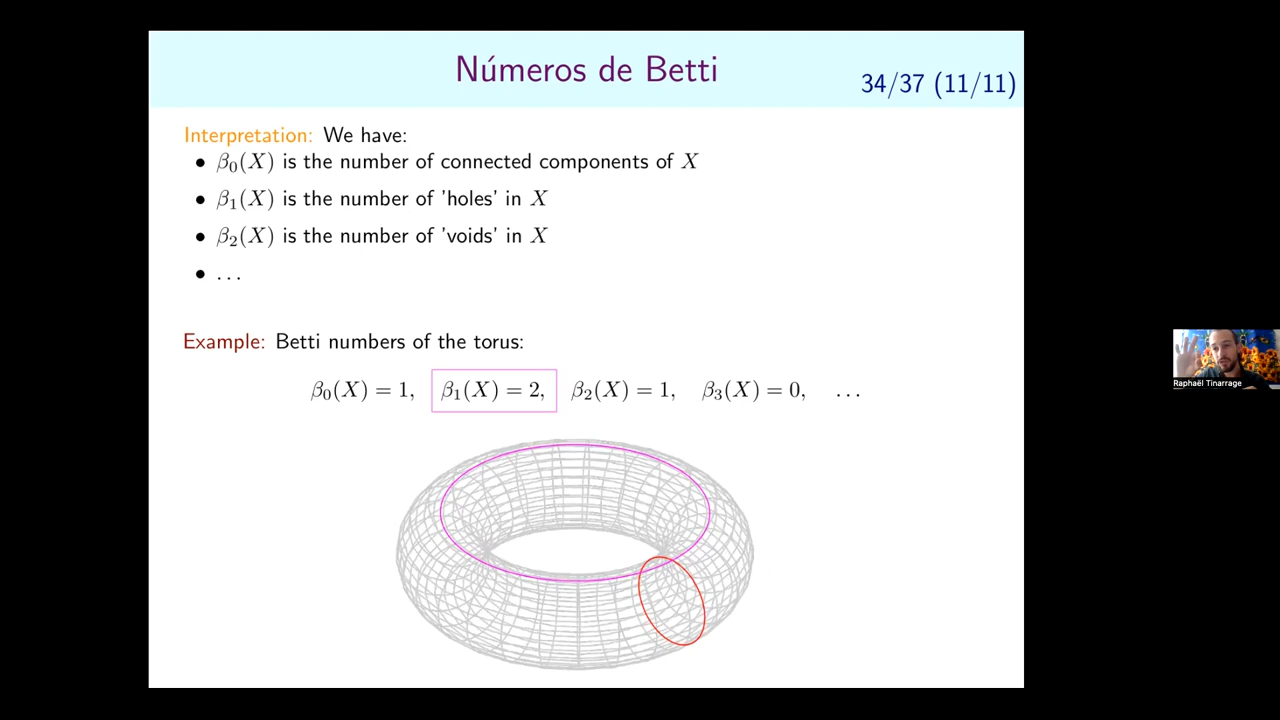 Números de Betti
34/37 (11/11)
Interpretation: We have:
• β₀(X) is the number of connected components of X
• β₁(X) is the number of 'holes' in X
• β₂(X) is the number of 'voids' in X
• ...
Example: Betti numbers of the torus:
β₀(X) = 1, β₁(X) = 2, β₂(X) = 1, β₃(X) = 0, ...
Raphaël Tinarrage